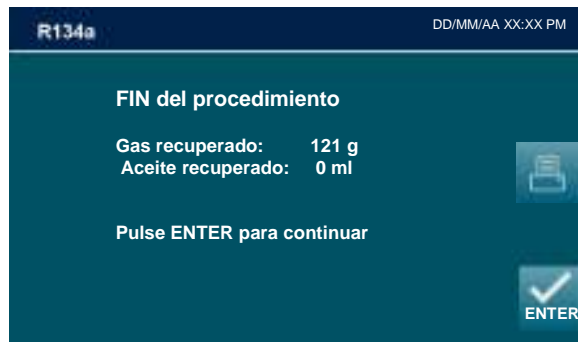 R134a DD/MM/AA XX:XX PM
FIN del procedimiento
Gas recuperado: 121 g
Aceite recuperado: 0 ml
Pulse ENTER para continuar
ENTER